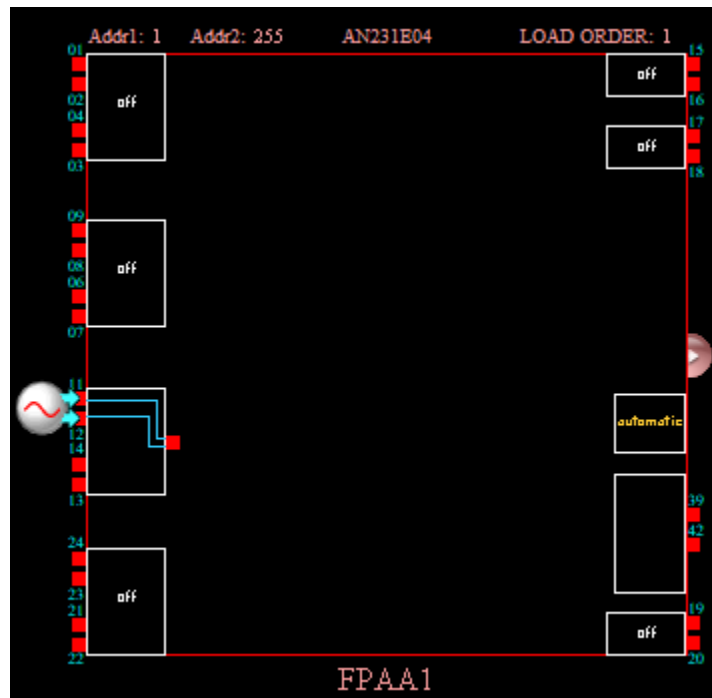 Addr1: 1 Addr2: 255 AN231E04 LOAD ORDER: 1
01 15
off off
02 16
04 17
off
03 18
09
off
08
06
07
11
automatic
12
14
13 39
42
24
off
23
21 19
off
22 20
FPAA1